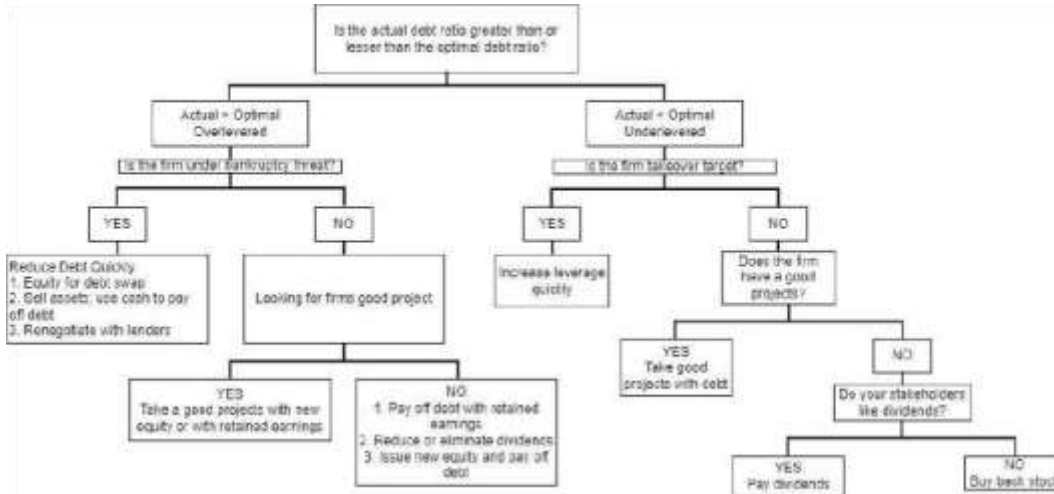 Is the actual debt ratio greater than or
lesser than the optimal debt ratio?
Actual = Optimal
Overlevered
Actual < Optimal
Underlevered
Is the firm under bankruptcy threat?
Is the firm takeover target?
YES
NO
YES
NO
Reduce Debt Quickly
1. Equity for debt swap
2. Sell assets; use cash to pay
off debt
3. Renegotiate with lenders
Looking for firms good project
Increase leverage
quickly
Does the firm
have a good
projects?
YES
Take good
projects with debt
NO
YES
Take a good projects with new
equity or with retained earnings
NO
1. Pay off debt with retained
earnings
2. Reduce or eliminate dividends
3. Issue new equity and pay off
debt
Do your stakeholders
like dividends?
YES
Pay dividends
NO
Buy back stock